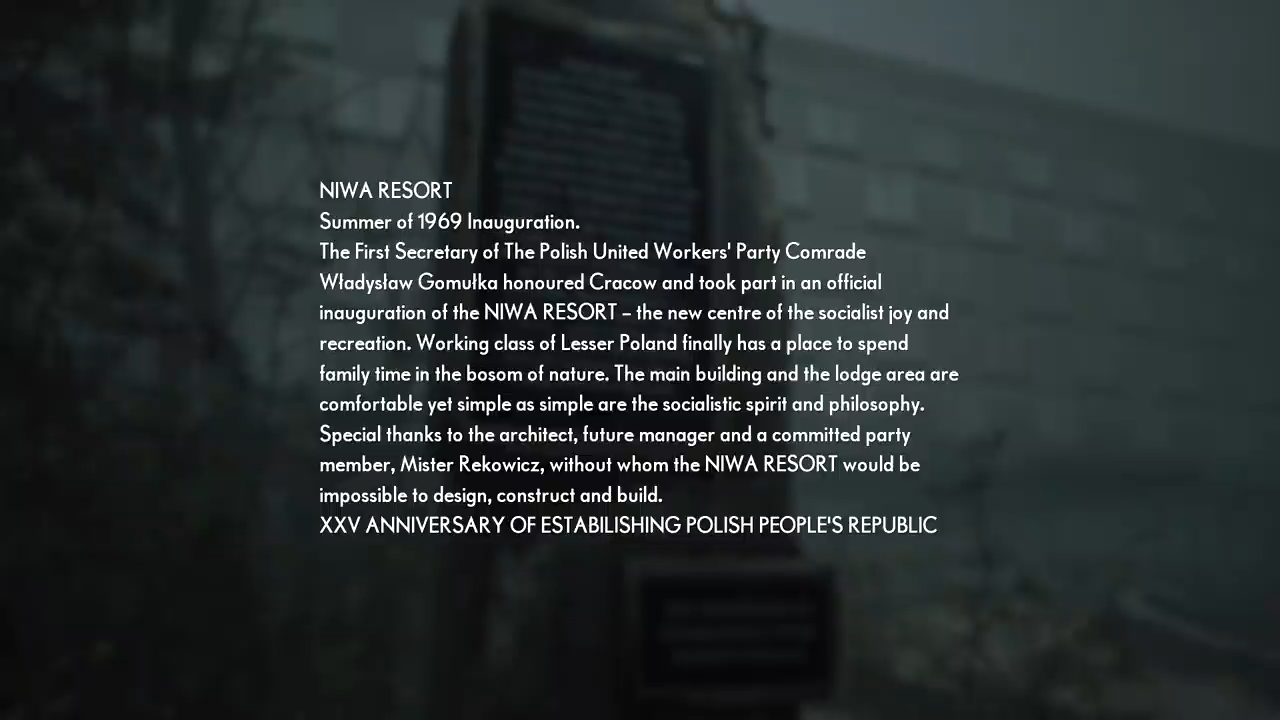 NIWA RESORT
Summer of 1969 Inauguration.
The First Secretary of The Polish United Workers' Party Comrade
Władysław Gomułka honoured Cracow and took part in an official
inauguration of the NIWA RESORT – the new centre of the socialist joy and
recreation. Working class of Lesser Poland finally has a place to spend
family time in the bosom of nature. The main building and the lodge area are
comfortable yet simple as simple are the socialistic spirit and philosophy.
Special thanks to the architect, future manager and a committed party
member, Mister Rekowicz, without whom the NIWA RESORT would be
impossible to design, construct and build.
XXV ANNIVERSARY OF ESTABILISHING POLISH PEOPLE'S REPUBLIC